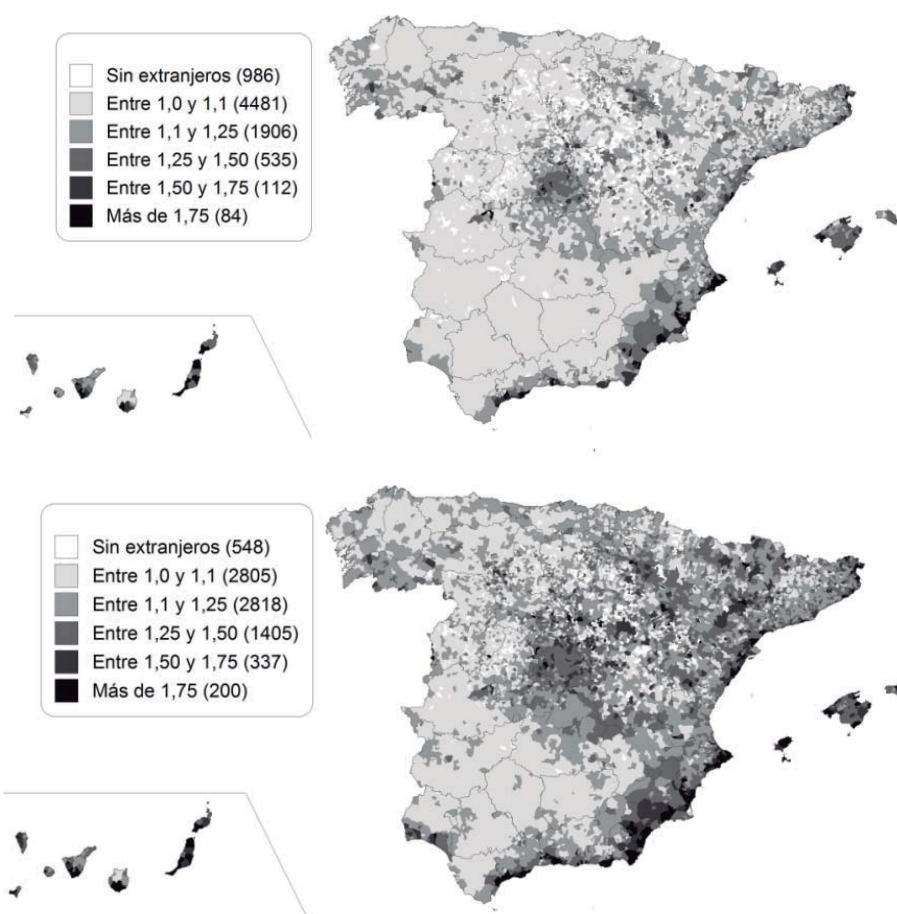 Sin extranjeros (986)
Entre 1,0 y 1,1 (4481)
Entre 1,1 y 1,25 (1906)
Entre 1,25 y 1,50 (535)
Entre 1,50 y 1,75 (112)
Más de 1,75 (84)
Sin extranjeros (548)
Entre 1,0 y 1,1 (2805)
Entre 1,1 y 1,25 (2818)
Entre 1,25 y 1,50 (1405)
Entre 1,50 y 1,75 (337)
Más de 1,75 (200)